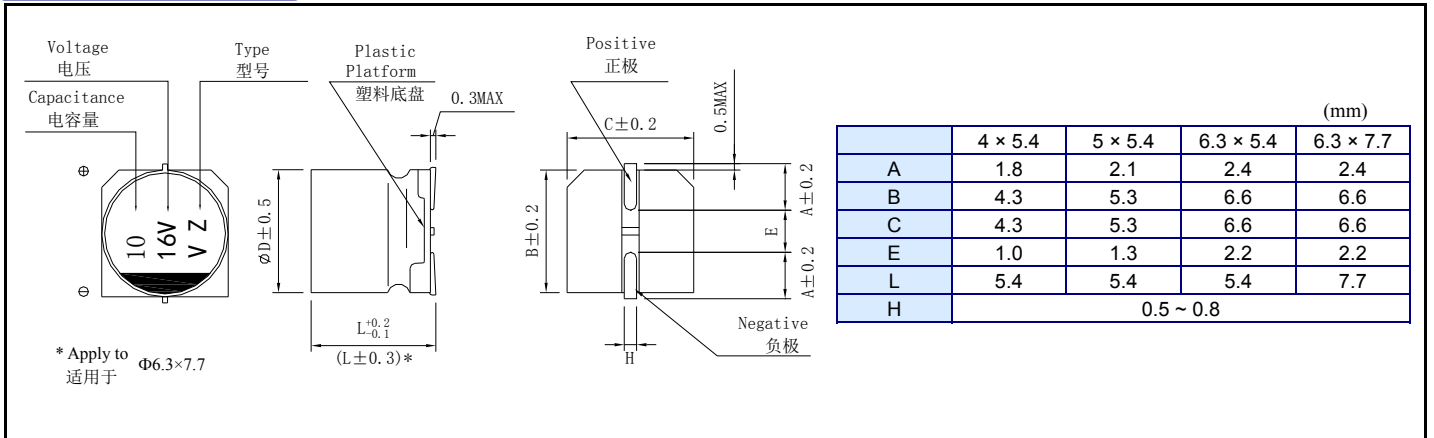 Voltage
电压
Capacitance
电容量
Type
型号
⊕
⊖
10
16V
V Z
* Apply to
适用于
Φ6.3×7.7
Plastic
Platform
塑料底盘
0.3MAX
ϕD±0.5
L+0.2 -0.1
(L±0.3)*
Positive
正极
C±0.2
0.5MAX
B±0.2
A±0.2
E
A±0.2
H
Negative
负极
(mm)
4 × 5.4 5 × 5.4 6.3 × 5.4 6.3 × 7.7
A 1.8 2.1 2.4 2.4
B 4.3 5.3 6.6 6.6
C 4.3 5.3 6.6 6.6
E 1.0 1.3 2.2 2.2
L 5.4 5.4 5.4 7.7
H 0.5 ~ 0.8